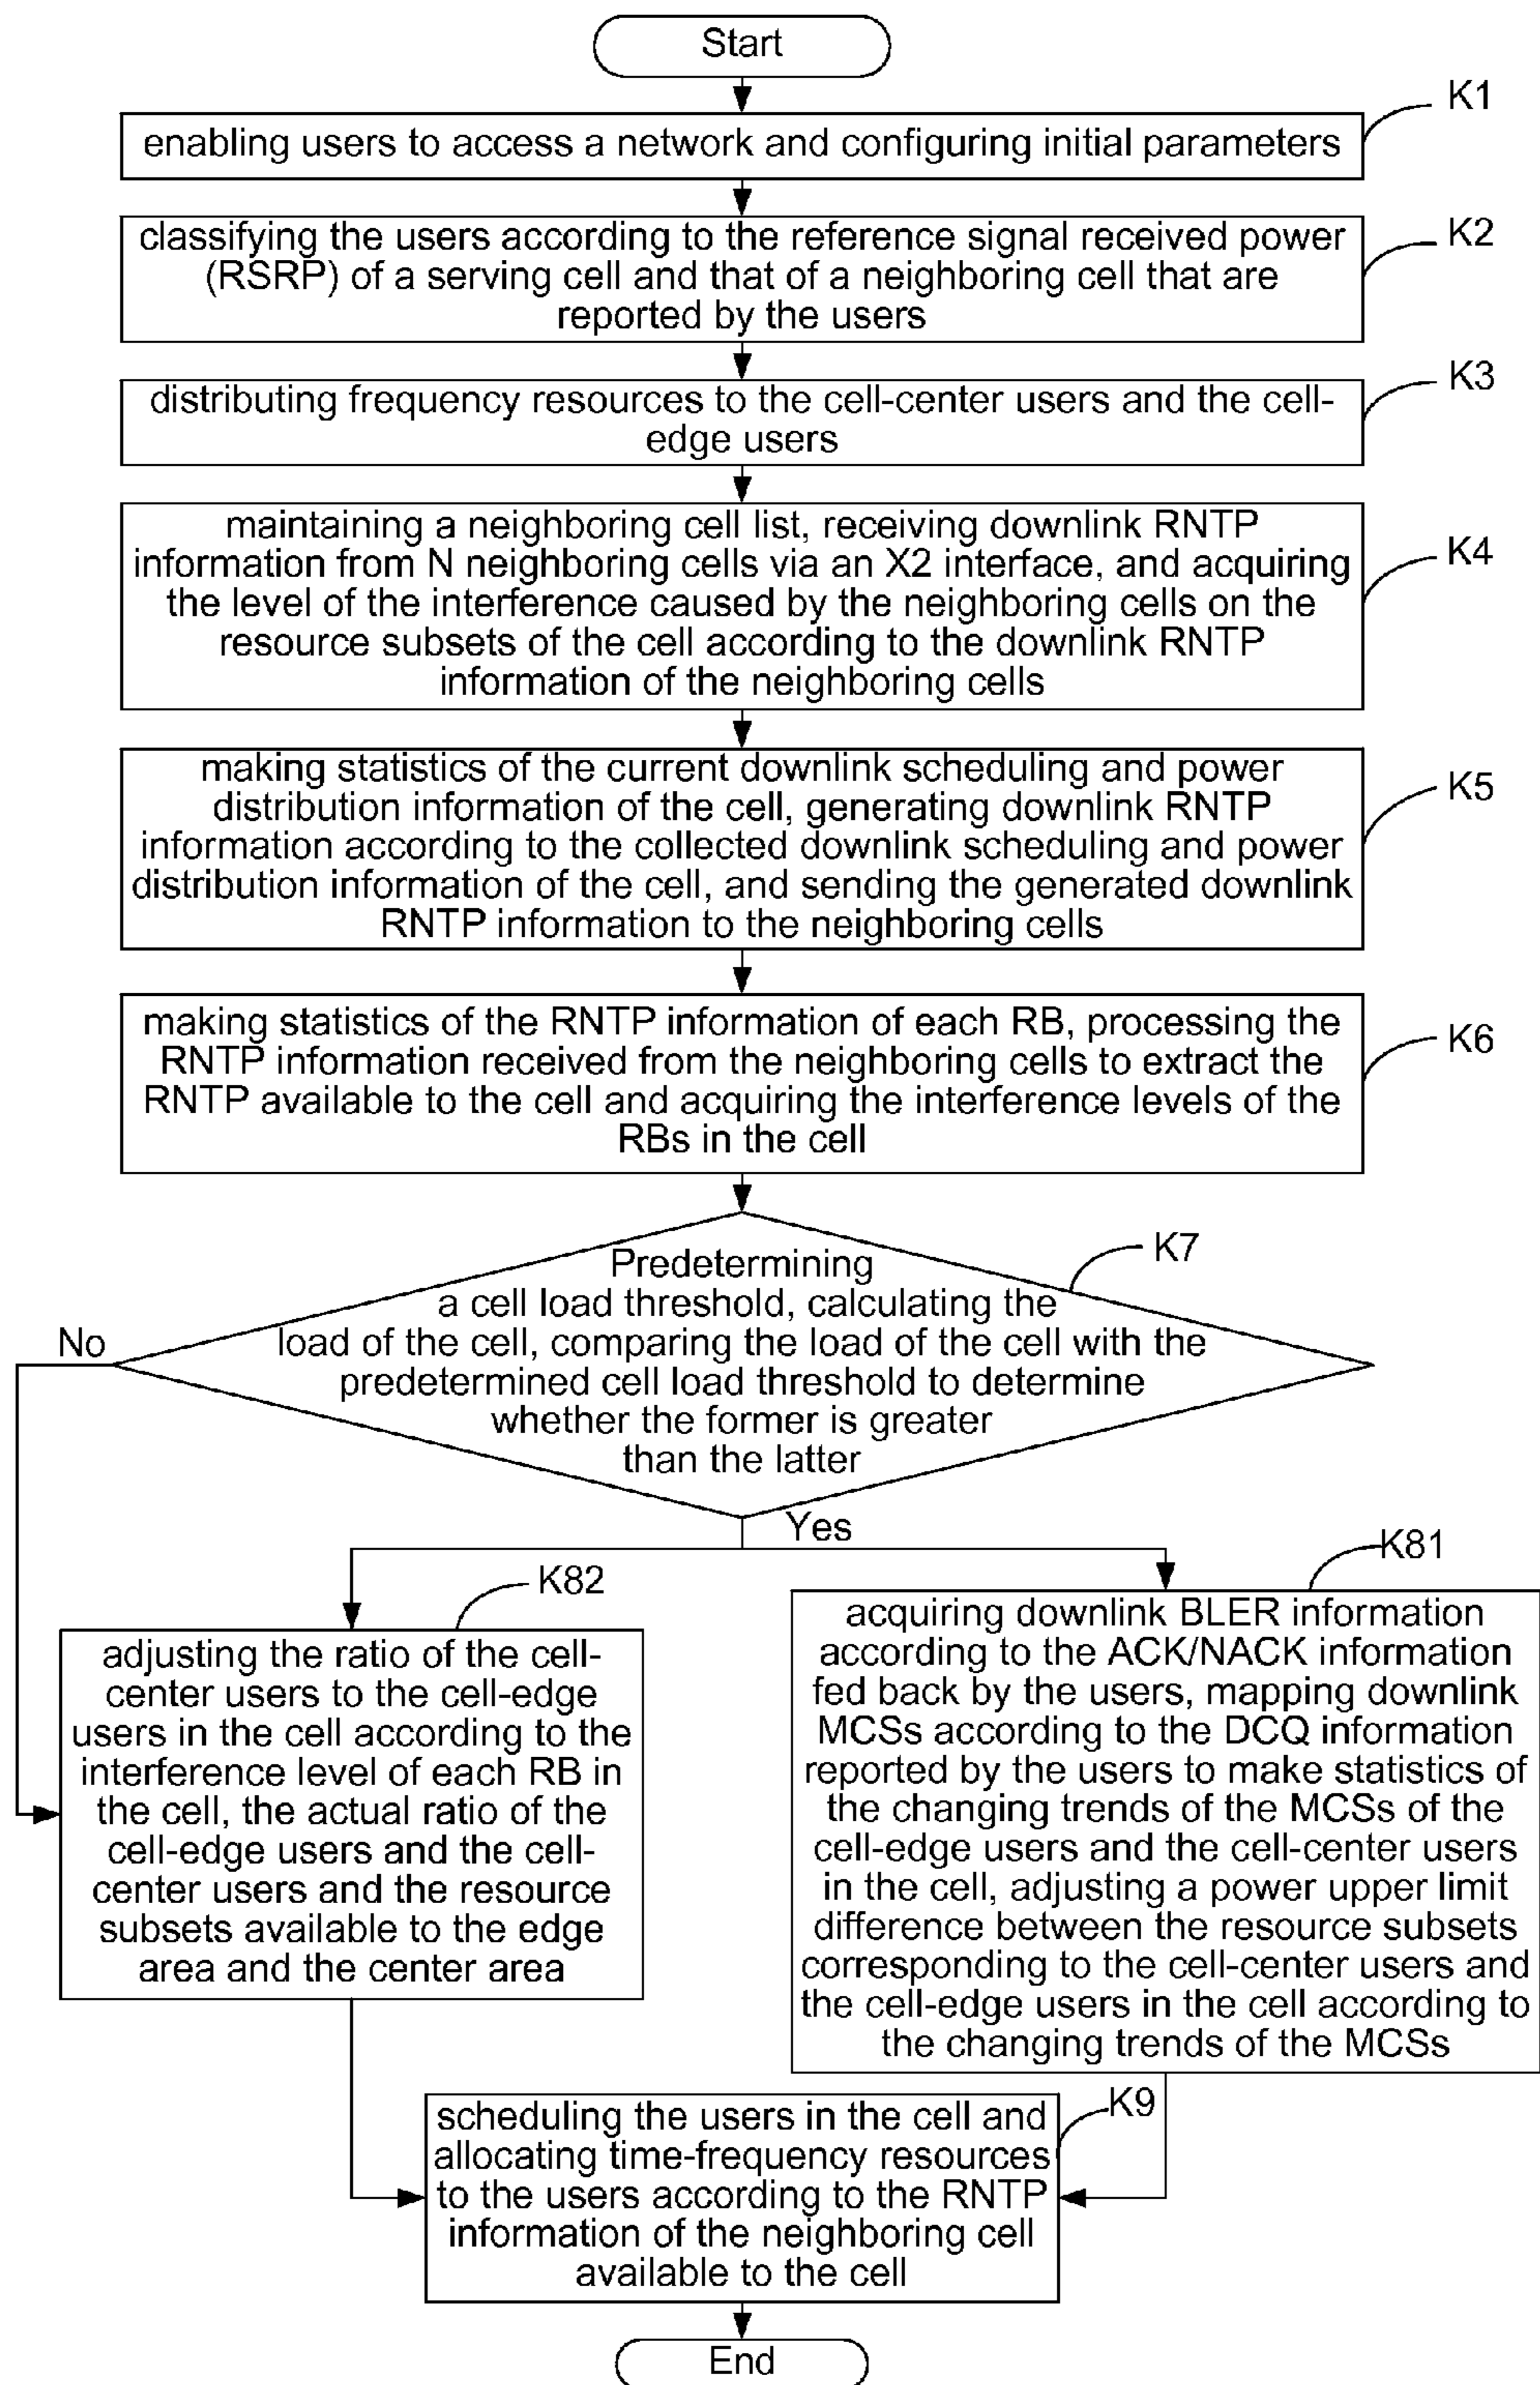 Start
K1
enabling users to access a network and configuring initial parameters
K2
classifying the users according to the reference signal received power
(RSRP) of a serving cell and that of a neighboring cell that are
reported by the users
K3
distributing frequency resources to the cell-center users and the cell-
edge users
K4
maintaining a neighboring cell list, receiving downlink RNTP
information from N neighboring cells via an X2 interface, and acquiring
the level of the interference caused by the neighboring cells on the
resource subsets of the cell according to the downlink RNTP
information of the neighboring cells
K5
making statistics of the current downlink scheduling and power
distribution information of the cell, generating downlink RNTP
information according to the collected downlink scheduling and power
distribution information of the cell, and sending the generated downlink
RNTP information to the neighboring cells
K6
making statistics of the RNTP information of each RB, processing the
RNTP information received from the neighboring cells to extract the
RNTP available to the cell and acquiring the interference levels of the
RBs in the cell
K7
Predetermining
a cell load threshold, calculating the
load of the cell, comparing the load of the cell with the
predetermined cell load threshold to determine
whether the former is greater
than the latter
No
Yes
K82
adjusting the ratio of the cell-
center users to the cell-edge
users in the cell according to the
interference level of each RB in
the cell, the actual ratio of the
cell-edge users and the cell-
center users and the resource
subsets available to the edge
area and the center area
K81
acquiring downlink BLER information
according to the ACK/NACK information
fed back by the users, mapping downlink
MCSs according to the DCQ information
reported by the users to make statistics of
the changing trends of the MCSs of the
cell-edge users and the cell-center users
in the cell, adjusting a power upper limit
difference between the resource subsets
corresponding to the cell-center users and
the cell-edge users in the cell according to
the changing trends of the MCSs
K9
scheduling the users in the cell and
allocating time-frequency resources
to the users according to the RNTP
information of the neighboring cell
available to the cell
End